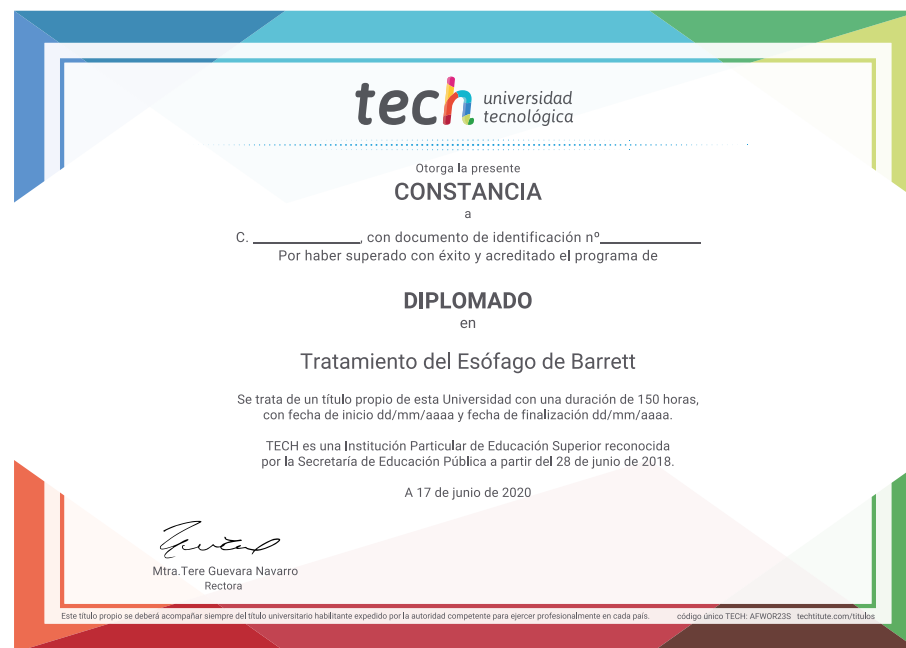 tech universidad
tecnológica
Otorga la presente
CONSTANCIA
a
C. ____________, con documento de identificación nº____________
Por haber superado con éxito y acreditado el programa de
DIPLOMADO
en
Tratamiento del Esófago de Barrett
Se trata de un título propio de esta Universidad con una duración de 150 horas,
con fecha de inicio dd/mm/aaaa y fecha de finalización dd/mm/aaaa.
TECH es una Institución Particular de Educación Superior reconocida
por la Secretaría de Educación Pública a partir del 28 de junio de 2018.
A 17 de junio de 2020
Mtra.Tere Guevara Navarro
Rectora
Este título propio se deberá acompañar siempre del título universitario habilitante expedido por la autoridad competente para ejercer profesionalmente en cada país. código único TECH: AFWOR23S techtitute.com/títulos